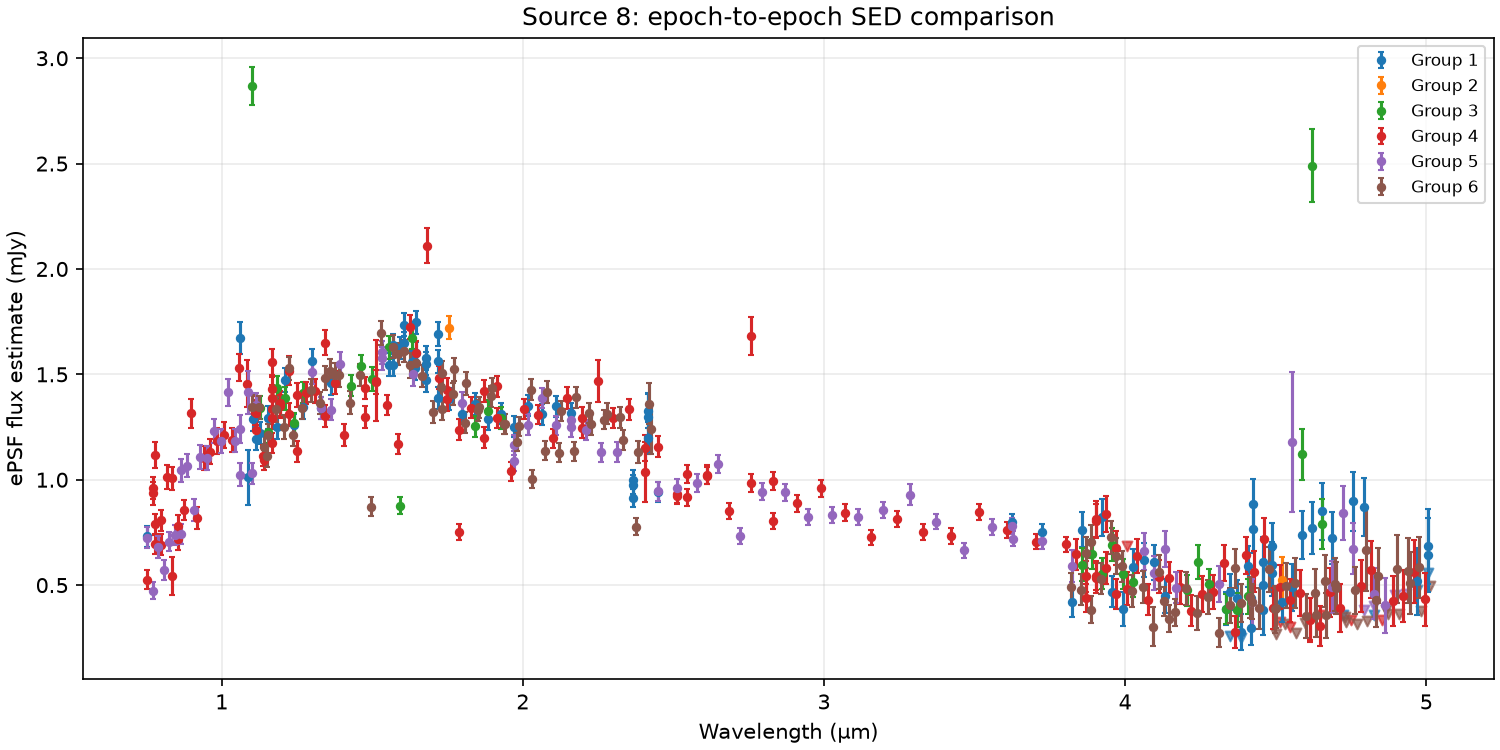 Source 8: epoch-to-epoch SED comparison
ePSF flux estimate (mJy)
3.0
2.5
2.0
1.5
1.0
0.5
Group 1
Group 2
Group 3
Group 4
Group 5
Group 6
1
2
3
4
5
Wavelength (μm)